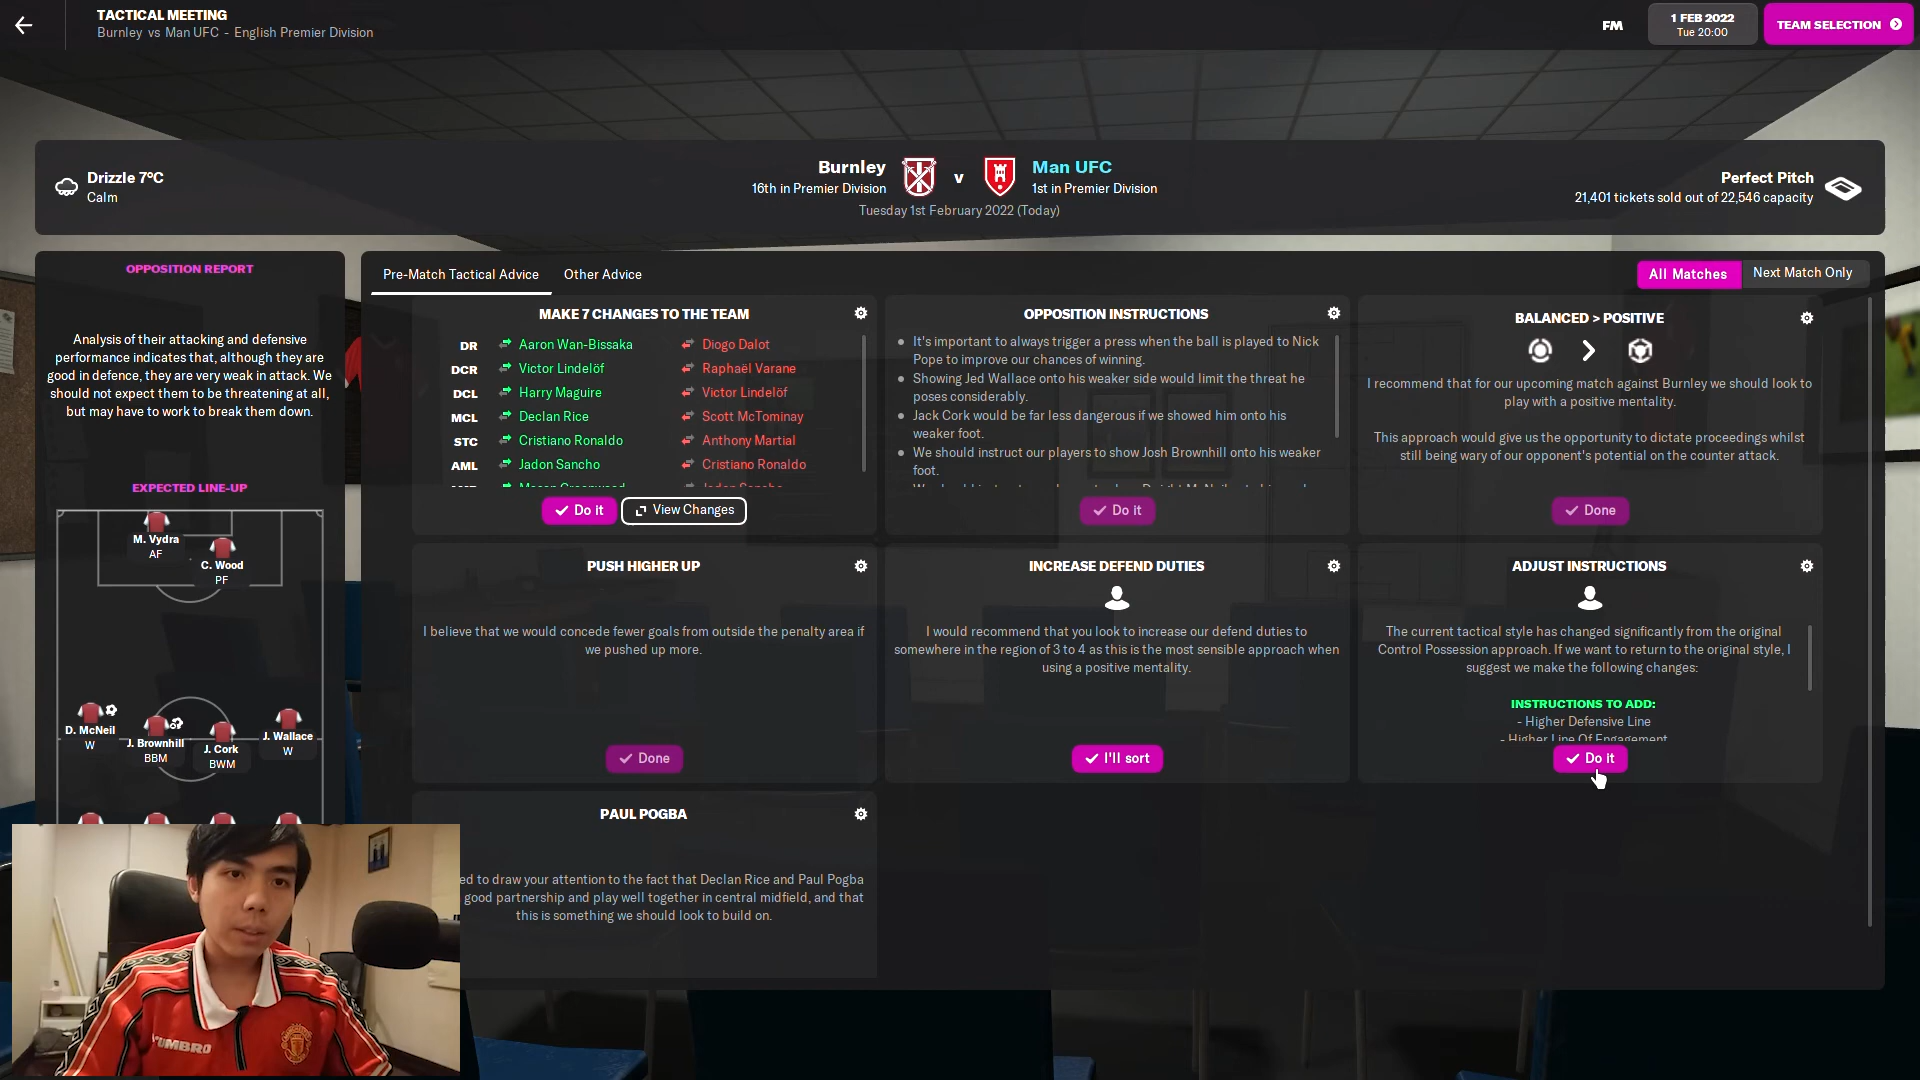 TACTICAL MEETING
Burnley vs Man UFC - English Premier Division
FM
1 FEB 2022
Tue 20:00
TEAM SELECTION
Drizzle 7°C
Calm
Burnley
16th in Premier Division
v
Man UFC
1st in Premier Division
Tuesday 1st February 2022 (Today)
Perfect Pitch
21,401 tickets sold out of 22,546 capacity
OPPOSITION REPORT
Analysis of their attacking and defensive
performance indicates that, although they are
good in defence, they are very weak in attack. We
should not expect them to be threatening at all,
but may have to work to break them down.
EXPECTED LINE-UP
M. Vydra
AF
C. Wood
PF
D. McNeil
W
J. Brownhill
BBM
J. Cork
BWM
J. Wallace
W
Pre-Match Tactical Advice
Other Advice
All Matches
Next Match Only
MAKE 7 CHANGES TO THE TEAM
DR Aaron Wan-Bissaka Diogo Dalot
DCR Victor Lindelöf Raphaël Varane
DCL Harry Maguire Victor Lindelöf
MCL Declan Rice Scott McTominay
STC Cristiano Ronaldo Anthony Martial
AML Jadon Sancho Cristiano Ronaldo
Do it
View Changes
OPPOSITION INSTRUCTIONS
It's important to always trigger a press when the ball is played to Nick
Pope to improve our chances of winning.
Showing Jed Wallace onto his weaker side would limit the threat he
poses considerably.
Jack Cork would be far less dangerous if we showed him onto his
weaker foot.
We should instruct our players to show Josh Brownhill onto his weaker
foot.
Do it
BALANCED > POSITIVE
I recommend that for our upcoming match against Burnley we should look to
play with a positive mentality.
This approach would give us the opportunity to dictate proceedings whilst
still being wary of our opponent's potential on the counter attack.
Done
PUSH HIGHER UP
I believe that we would concede fewer goals from outside the penalty area if
we pushed up more.
Done
INCREASE DEFEND DUTIES
I would recommend that you look to increase our defend duties to
somewhere in the region of 3 to 4 as this is the most sensible approach when
using a positive mentality.
I'll sort
ADJUST INSTRUCTIONS
The current tactical style has changed significantly from the original
Control Possession approach. If we want to return to the original style, I
suggest we make the following changes:
INSTRUCTIONS TO ADD:
- Higher Defensive Line
- Higher Line Of Engagement
Do it
PAUL POGBA
ed to draw your attention to the fact that Declan Rice and Paul Pogba
good partnership and play well together in central midfield, and that
this is something we should look to build on.
UMBRO